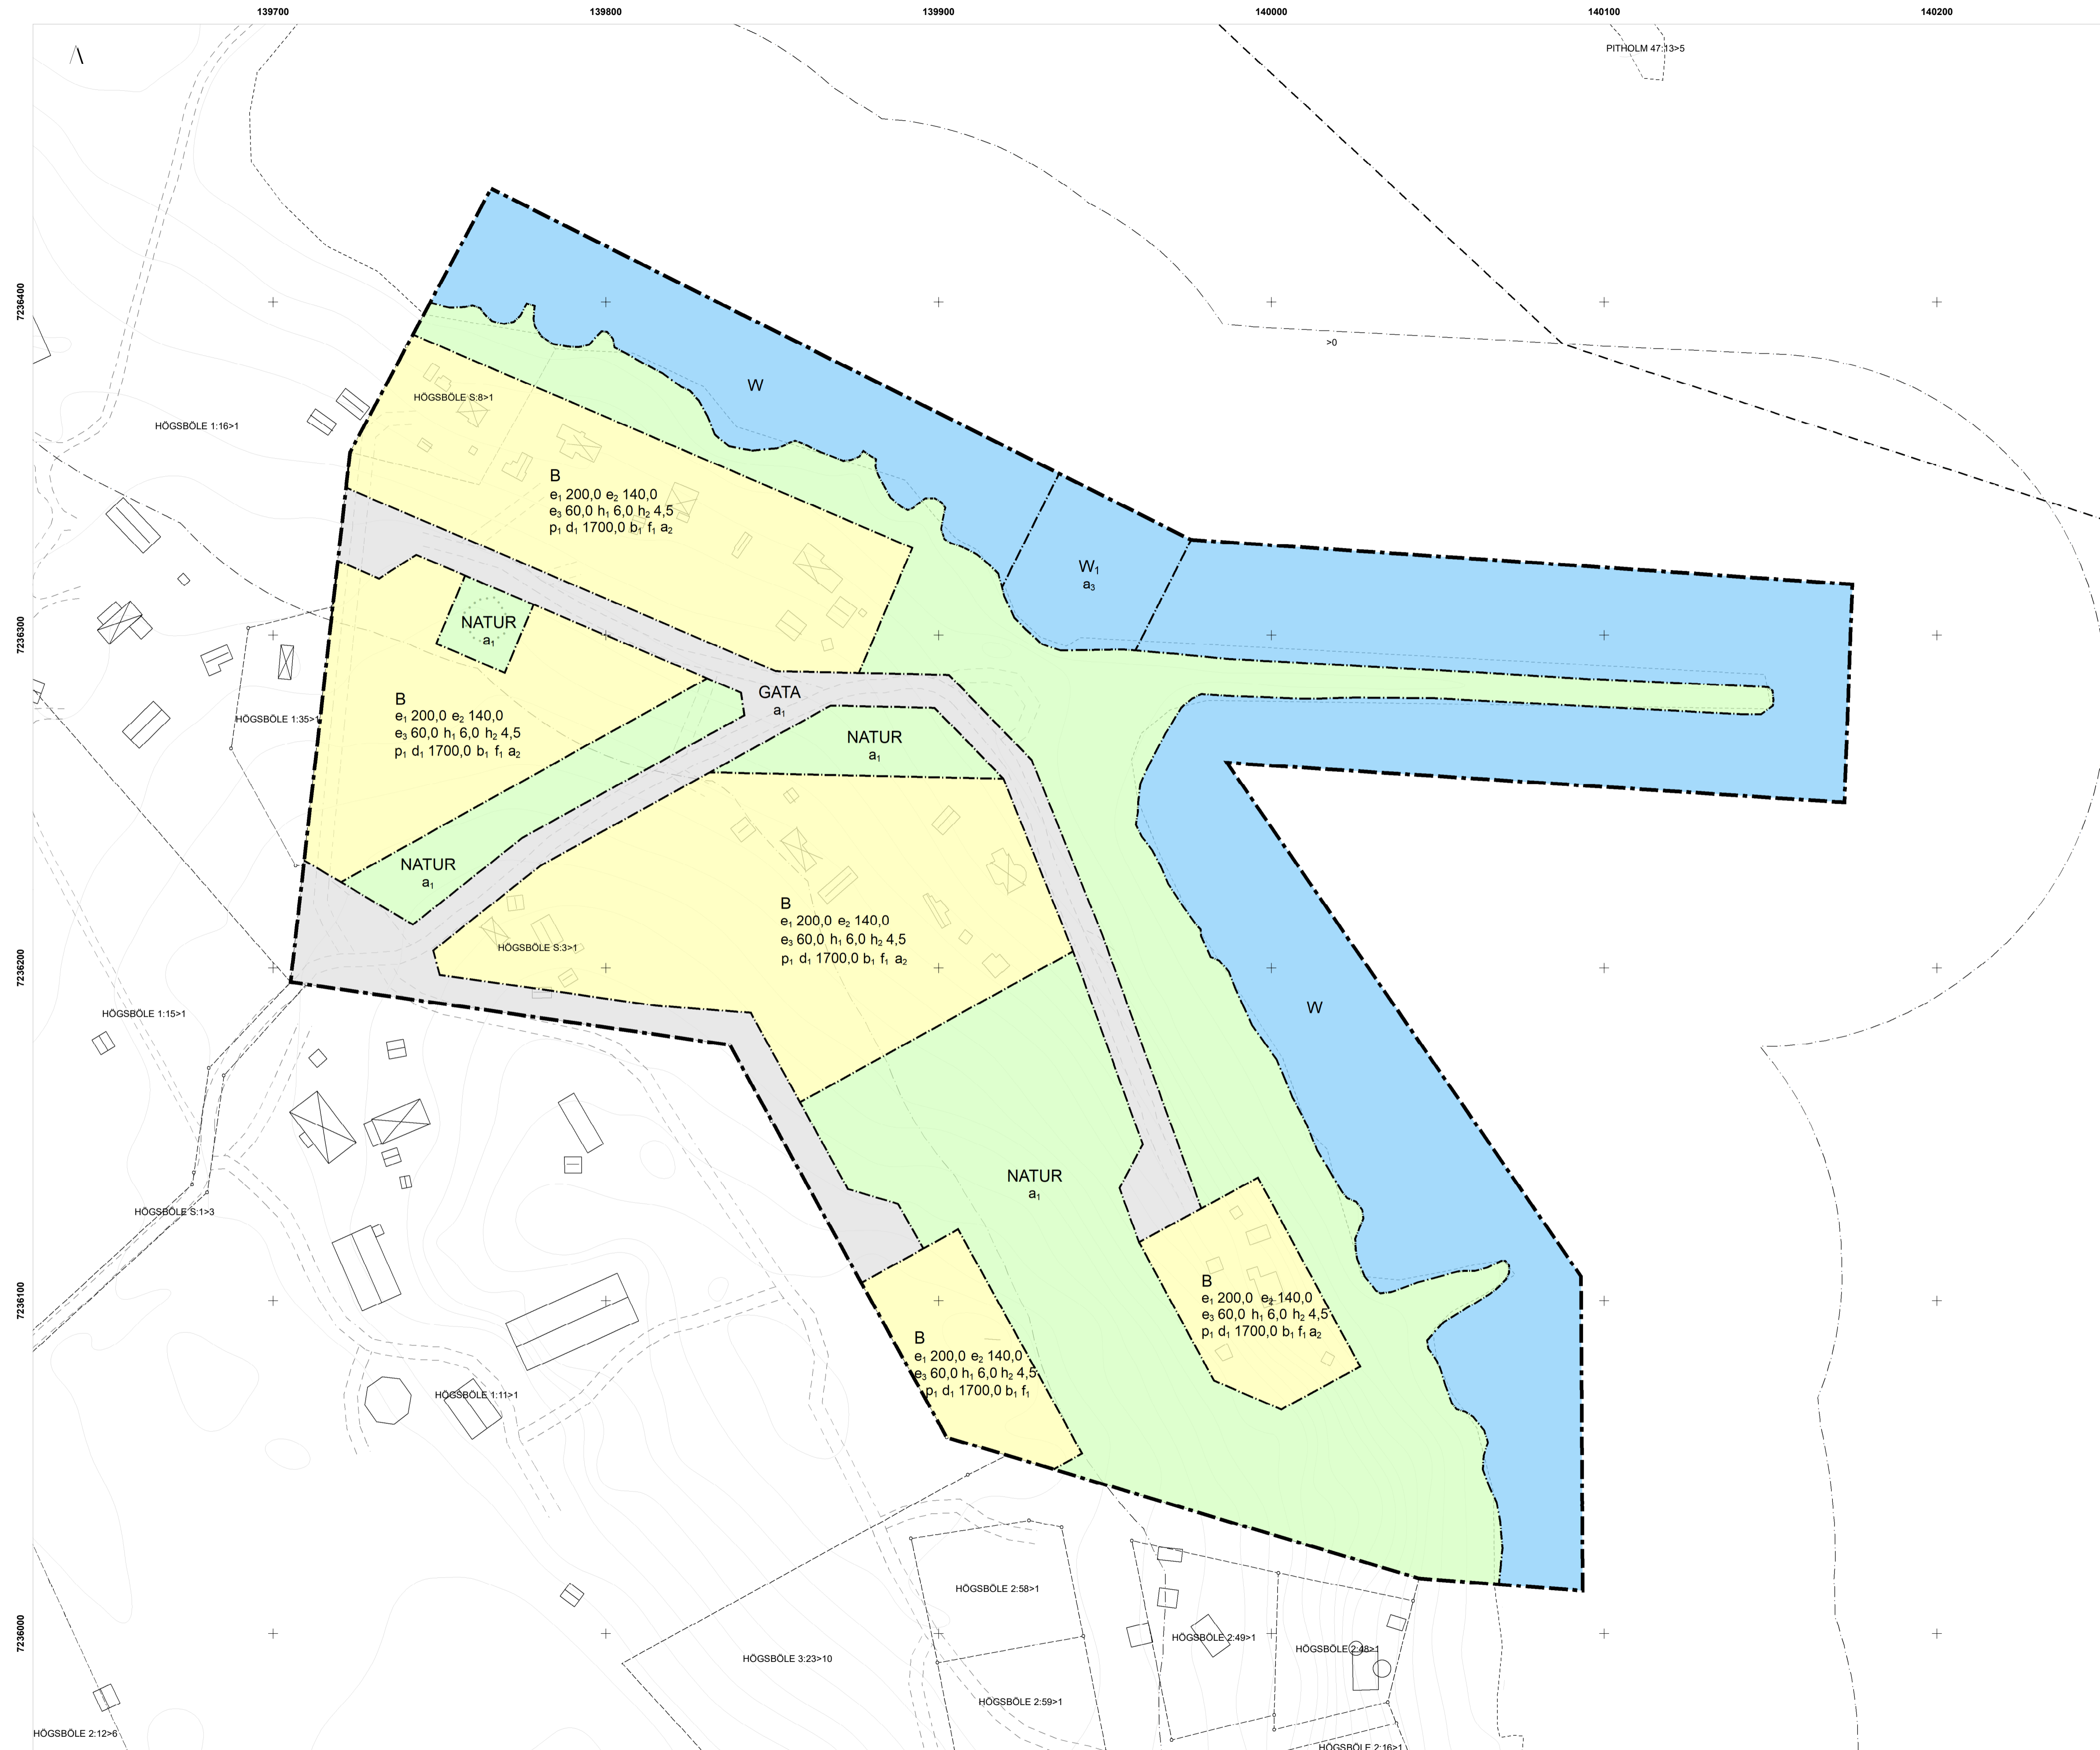 139700 139800 139900 140000 140100 140200
PITHOLM 47:13>5
7236400
>0
W
HÖGSBÖLE S:8>1
HÖGSBÖLE 1:16>1
B
e₁ 200,0 e₂ 140,0
e₃ 60,0 h₁ 6,0 h₂ 4,5
p₁ d₁ 1700,0 b₁ f₁ a₂
W₁
a₃
7236300
NATUR
a₁
GATA
a₁
B
e₁ 200,0 e₂ 140,0
e₃ 60,0 h₁ 6,0 h₂ 4,5
p₁ d₁ 1700,0 b₁ f₁ a₂
HÖGSBÖLE 1:35>1
NATUR
a₁
NATUR
a₁
B
e₁ 200,0 e₂ 140,0
e₃ 60,0 h₁ 6,0 h₂ 4,5
p₁ d₁ 1700,0 b₁ f₁ a₂
HÖGSBÖLE S:3>1
7236200
W
HÖGSBÖLE 1:15>1
NATUR
a₁
HÖGSBÖLE S:1>3
7236100
B
e₁ 200,0 e₂ 140,0
e₃ 60,0 h₁ 6,0 h₂ 4,5
p₁ d₁ 1700,0 b₁ f₁ a₂
B
e₁ 200,0 e₂ 140,0
e₃ 60,0 h₁ 6,0 h₂ 4,5
p₁ d₁ 1700,0 b₁ f₁
HÖGSBÖLE 1:11>1
HÖGSBÖLE 2:58>1
7236000
HÖGSBÖLE 2:49>1
HÖGSBÖLE 2:48>1
HÖGSBÖLE 3:23>10
HÖGSBÖLE 2:59>1
HÖGSBÖLE 2:12>6
HÖGSBÖLE 2:16>1